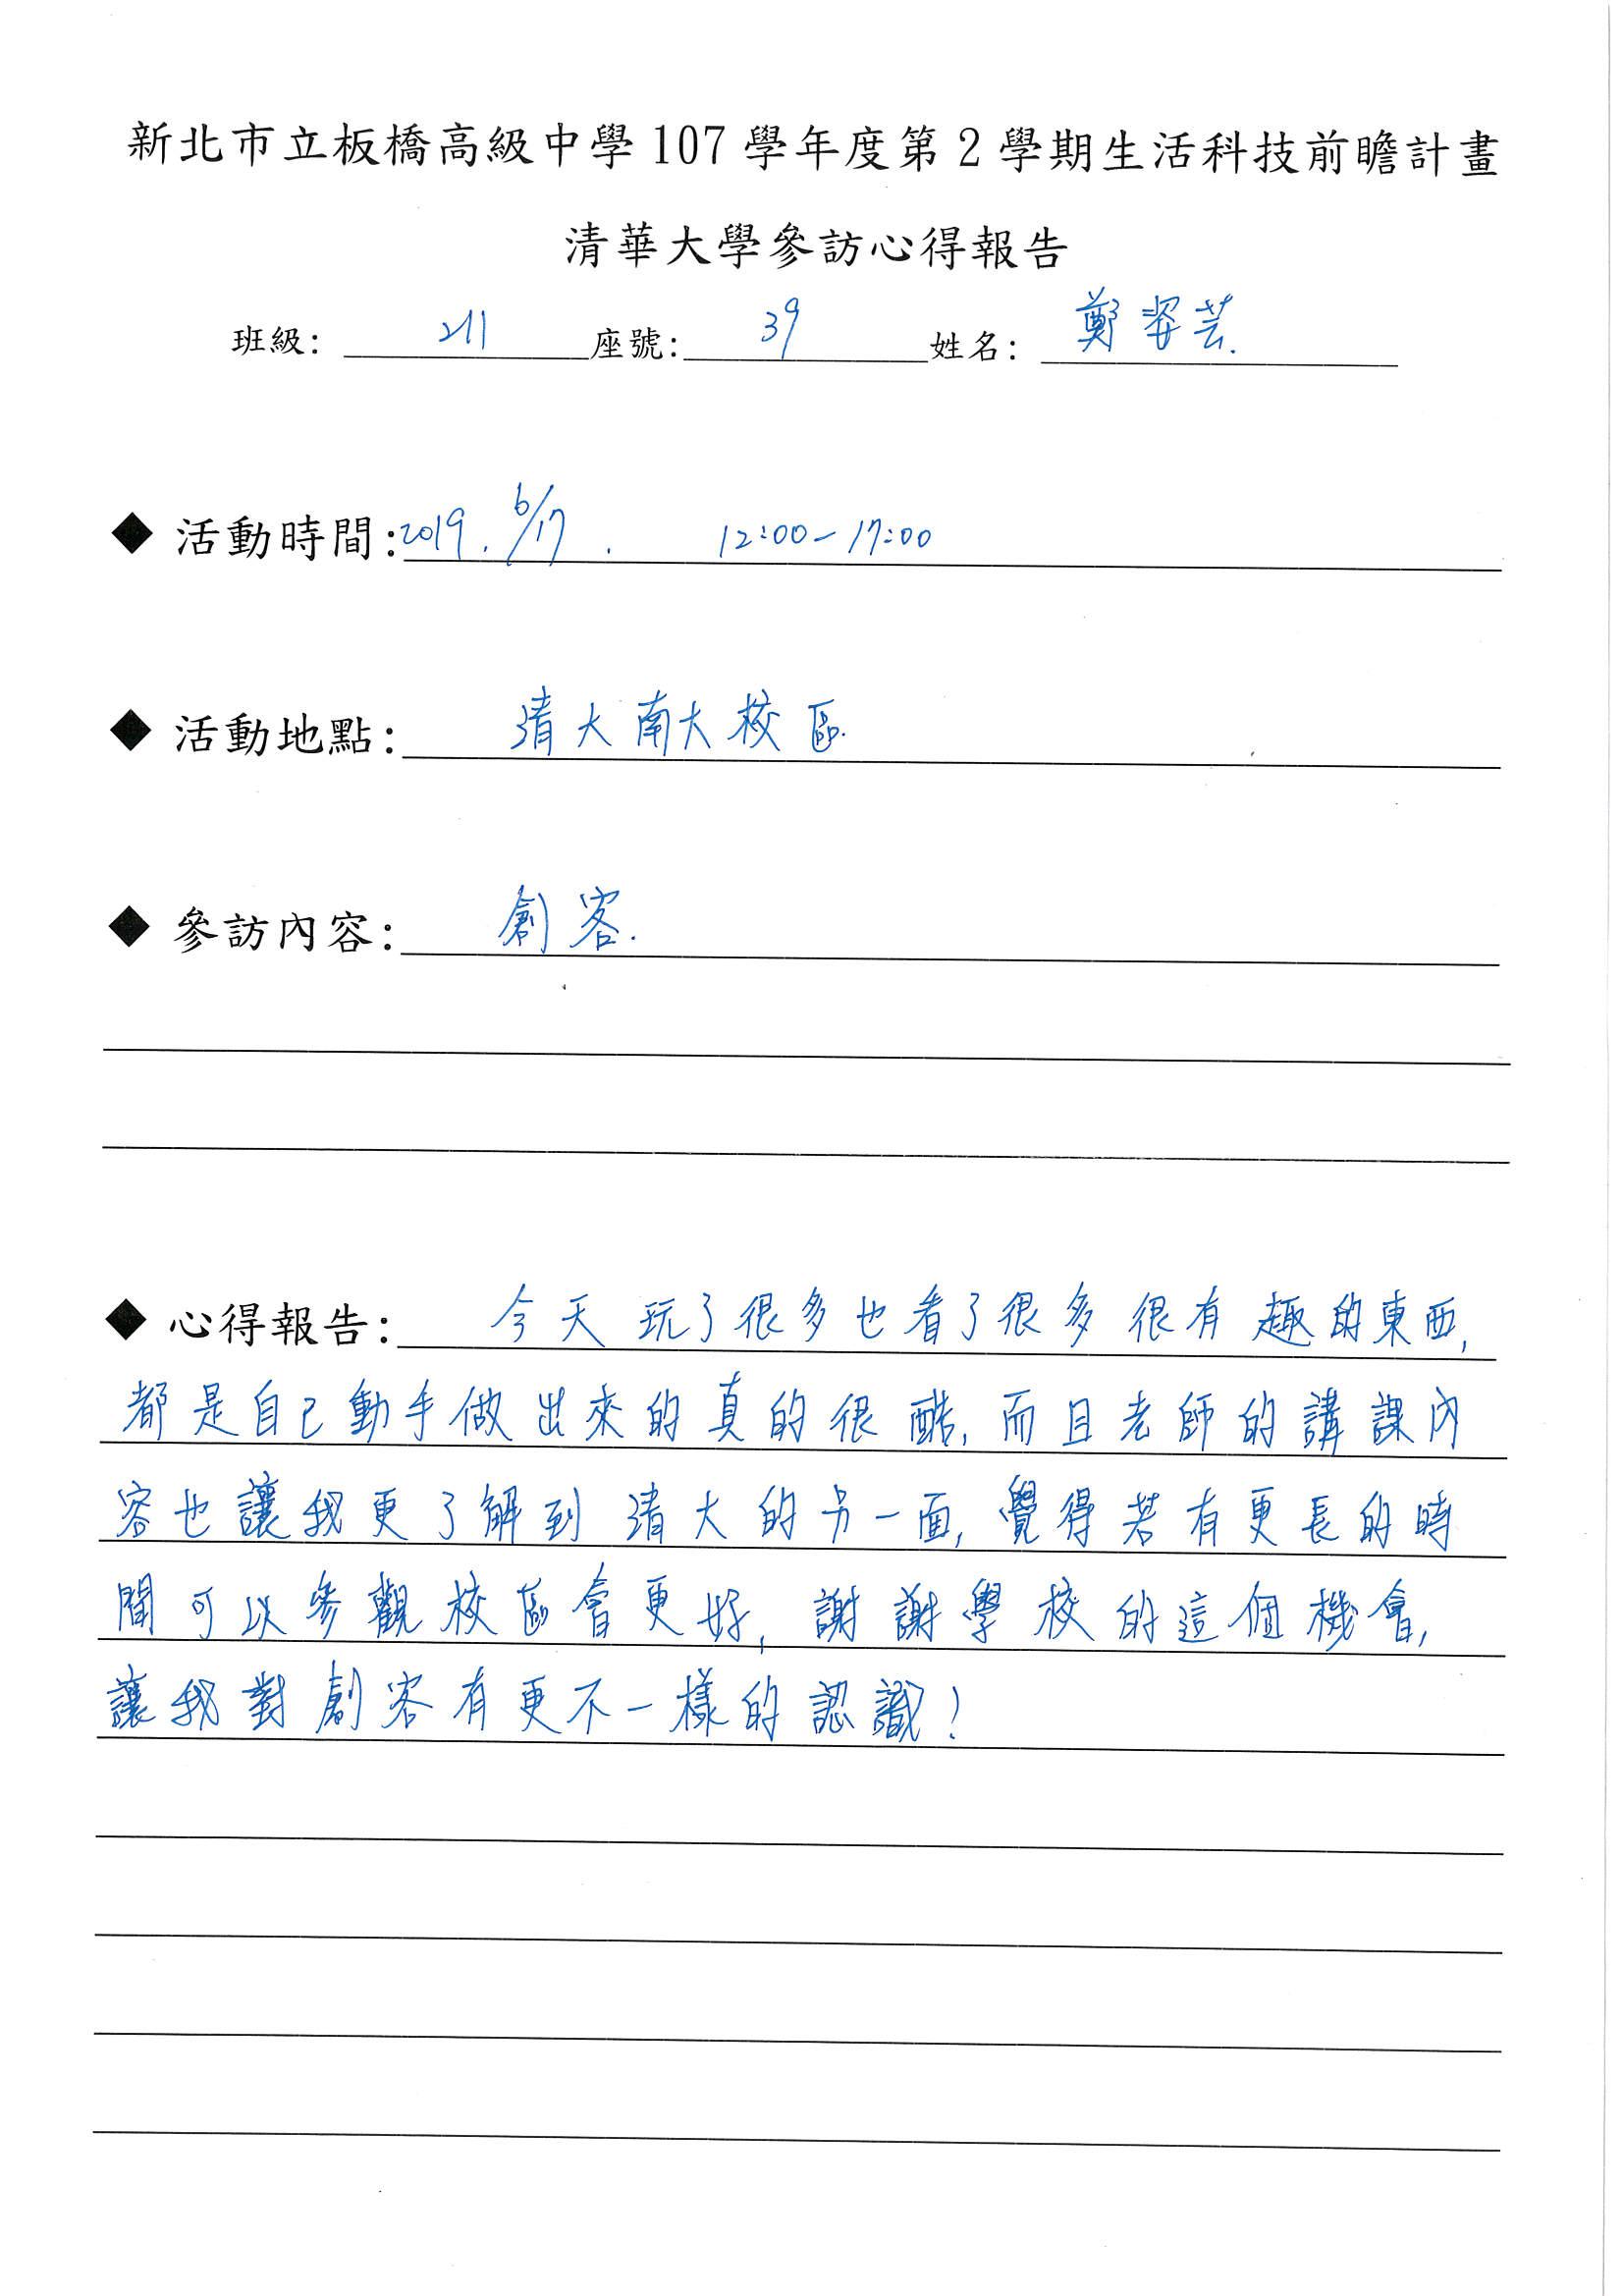 新北市立板橋高級中學 107 學年度第 2 學期生活科技前瞻計畫
清華大學參訪心得報告
班級: 211 座號: 39 姓名: 鄭姿芸.
◆ 活動時間: 2019. 6/17. 12:00-17:00
◆ 活動地點: 清大南大校區.
◆ 參訪內容: 創客.
◆ 心得報告: 今天玩了很多也看了很多很有趣的東西,
都是自己動手做出來的真的很酷,而且老師的講課內
容也讓我更了解到清大的另一面,覺得若有更長的時
間可以參觀校區會更好,謝謝學校的這個機會,
讓我對創客有更不一樣的認識!